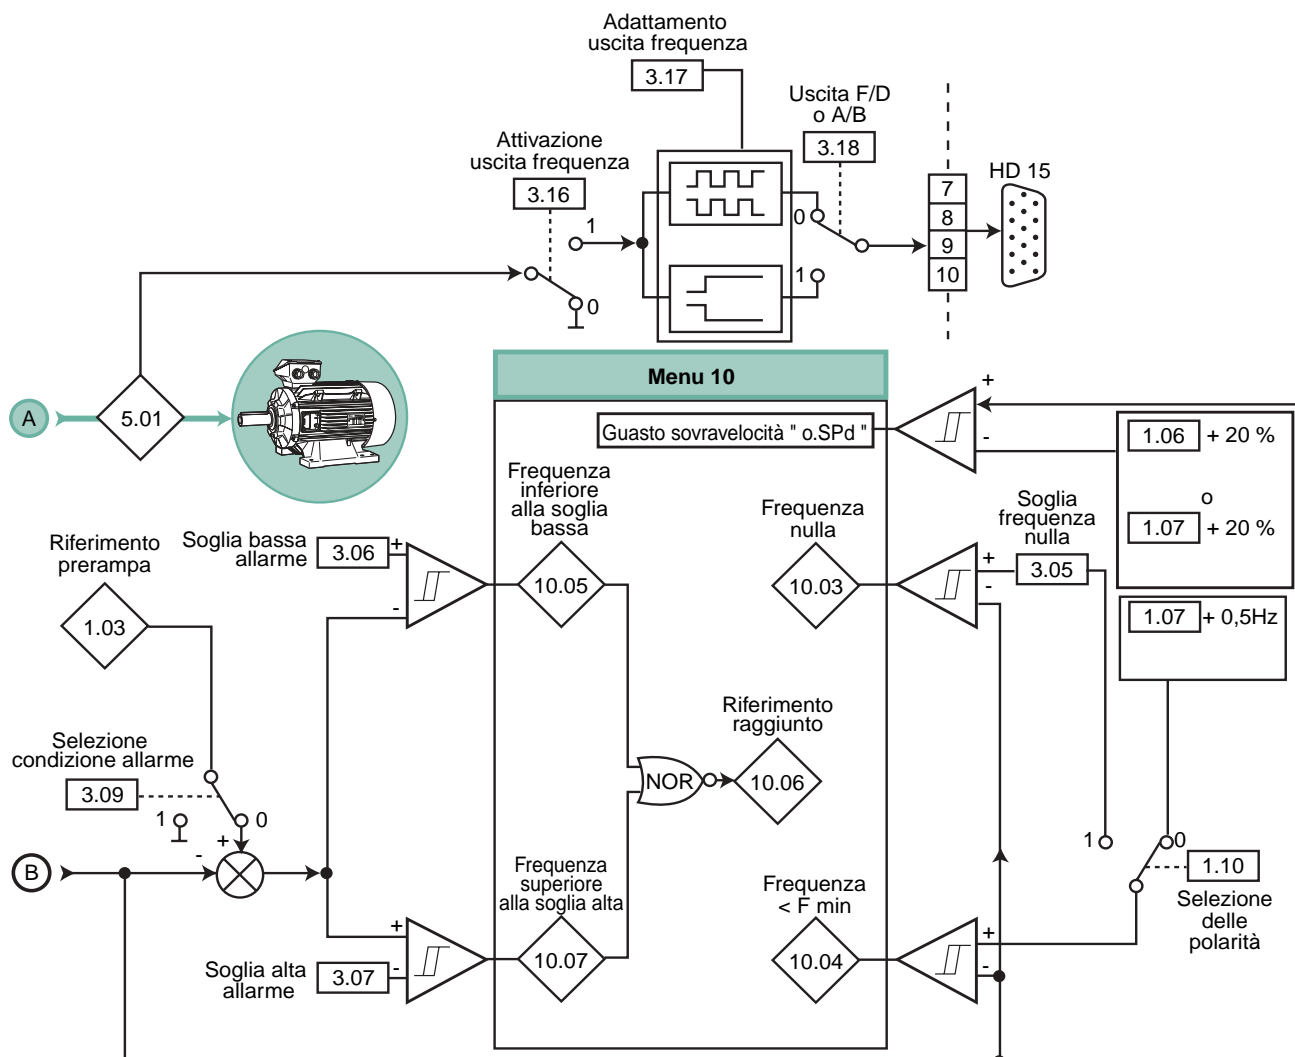 Adattamento
uscita frequenza
3.17
Uscita F/D
o A/B
3.18
Attivazione
uscita frequenza
3.16
1
0
0
1
7
8
9
10
HD 15
A
5.01
Menu 10
Guasto sovravelocità " o.SPd "
+
-
1.06 + 20 %
o
1.07 + 20 %
1.07 + 0,5Hz
Riferimento
prerampa
1.03
Soglia bassa
allarme
3.06
+
-
Frequenza
inferiore
alla soglia
bassa
10.05
Frequenza
nulla
10.03
+
-
Soglia
frequenza
nulla
3.05
Selezione
condizione allarme
3.09
1
0
+
-
B
Riferimento
raggiunto
NOR
10.06
Frequenza
superiore
alla soglia alta
10.07
Soglia alta
allarme
3.07
+
-
Frequenza
< F min
10.04
+
-
1
0
1.10
Selezione
delle
polarità